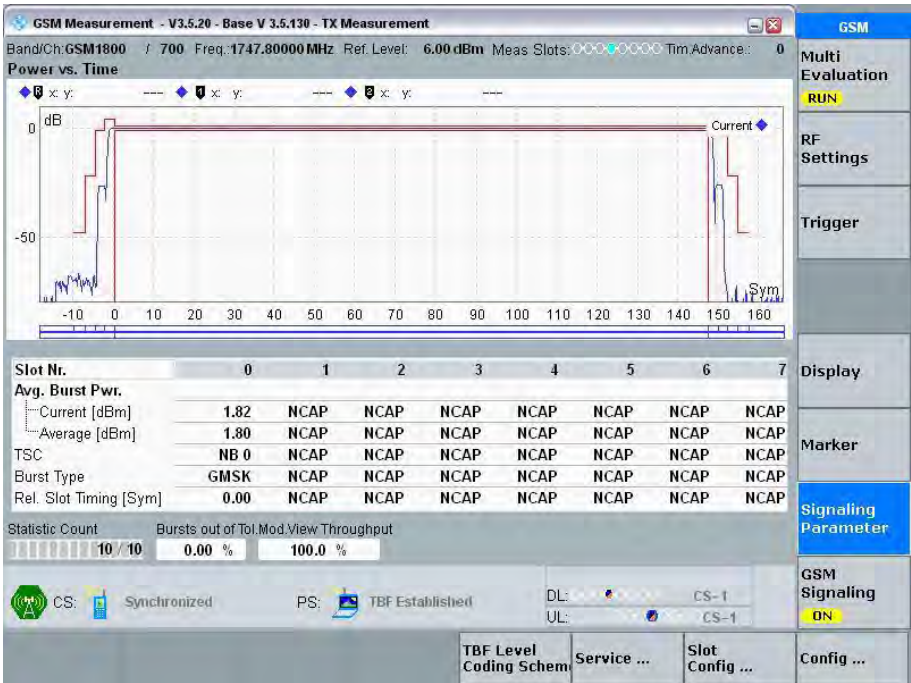 GSM Measurement - V3.5.20 - Base V 3.5.130 - TX Measurement
GSM
Band/Ch:GSM1800 / 700 Freq.:1747.80000 MHz Ref. Level: 6.00 dBm Meas Slots: Tim.Advance.: 0
Multi Evaluation
RUN
Power vs. Time
R x: y: --- 1 x: y: --- 2 x: y: ---
dB
Current
0
-50
Sym
-10 0 10 20 30 40 50 60 70 80 90 100 110 120 130 140 150 160
RF Settings
Trigger
Slot Nr. 0 1 2 3 4 5 6 7
Avg. Burst Pwr.
Current [dBm] 1.82 NCAP NCAP NCAP NCAP NCAP NCAP NCAP
Average [dBm] 1.80 NCAP NCAP NCAP NCAP NCAP NCAP NCAP
TSC NB 0 NCAP NCAP NCAP NCAP NCAP NCAP NCAP
Burst Type GMSK NCAP NCAP NCAP NCAP NCAP NCAP NCAP
Rel. Slot Timing [Sym] 0.00 NCAP NCAP NCAP NCAP NCAP NCAP NCAP
Display
Marker
Signaling Parameter
Statistic Count Bursts out of Tol. Mod.View Throughput
10 / 10 0.00 % 100.0 %
CS: Synchronized PS: TBF Established DL: CS-1
UL: CS-1
GSM Signaling
ON
TBF Level Coding Schem
Service ...
Slot Config ...
Config ...